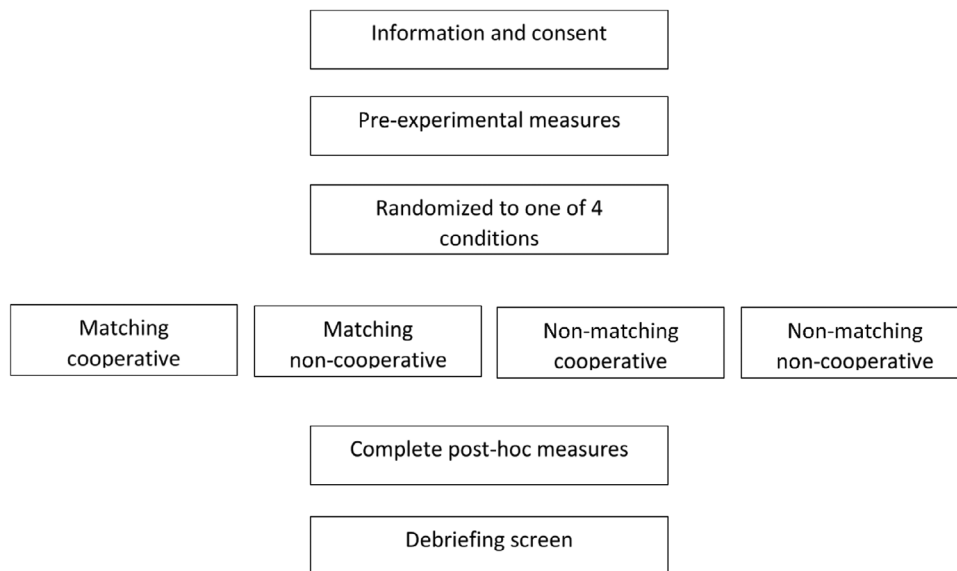 Information and consent
Pre-experimental measures
Randomized to one of 4
conditions
Matching
cooperative
Matching
non-cooperative
Non-matching
cooperative
Non-matching
non-cooperative
Complete post-hoc measures
Debriefing screen